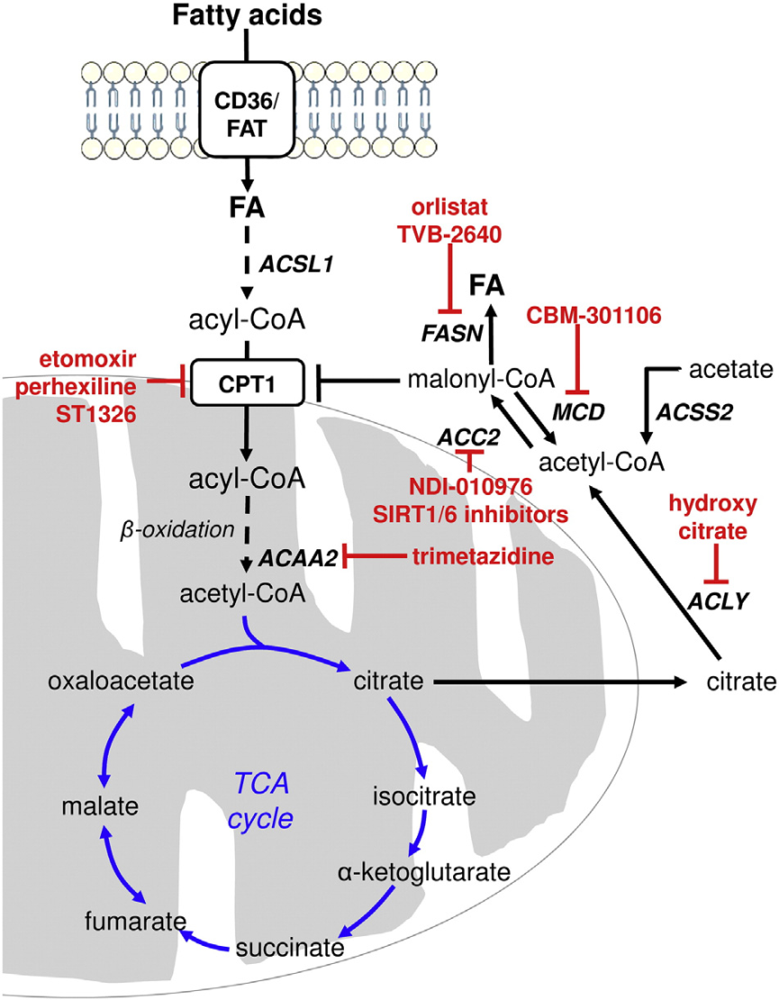 Fatty acids
CD36/
FAT
FA
ACSL1
acyl-CoA
orlistat
TVB-2640
FA
FASN
CBM-301106
etomoxir
perhexiline
ST1326
CPT1
malonyl-CoA
MCD
acetate
ACSS2
ACC2
acetyl-CoA
NDI-010976
SIRT1/6 inhibitors
acyl-CoA
β-oxidation
ACAA2
trimetazidine
hydroxy
citrate
ACLY
acetyl-CoA
oxaloacetate
citrate
citrate
TCA
cycle
malate
isocitrate
α-ketoglutarate
fumarate
succinate